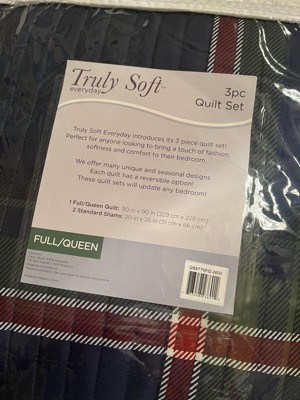 Truly Soft™
everyday
3pc
Quilt Set
Truly Soft Everyday introduces its 3 piece quilt set!
Perfect for anyone looking to bring a touch of fashion,
softness and comfort to their bedroom.
We offer many unique and seasonal designs.
Each quilt has a reversible option!
These quilt sets will update any bedroom!
1 Full/Queen Quilt: 90 in x 90 in (229 cm x 229 cm)
2 Standard Shams: 20 in x 26 in (51 cm x 66 cm)
FULL/QUEEN